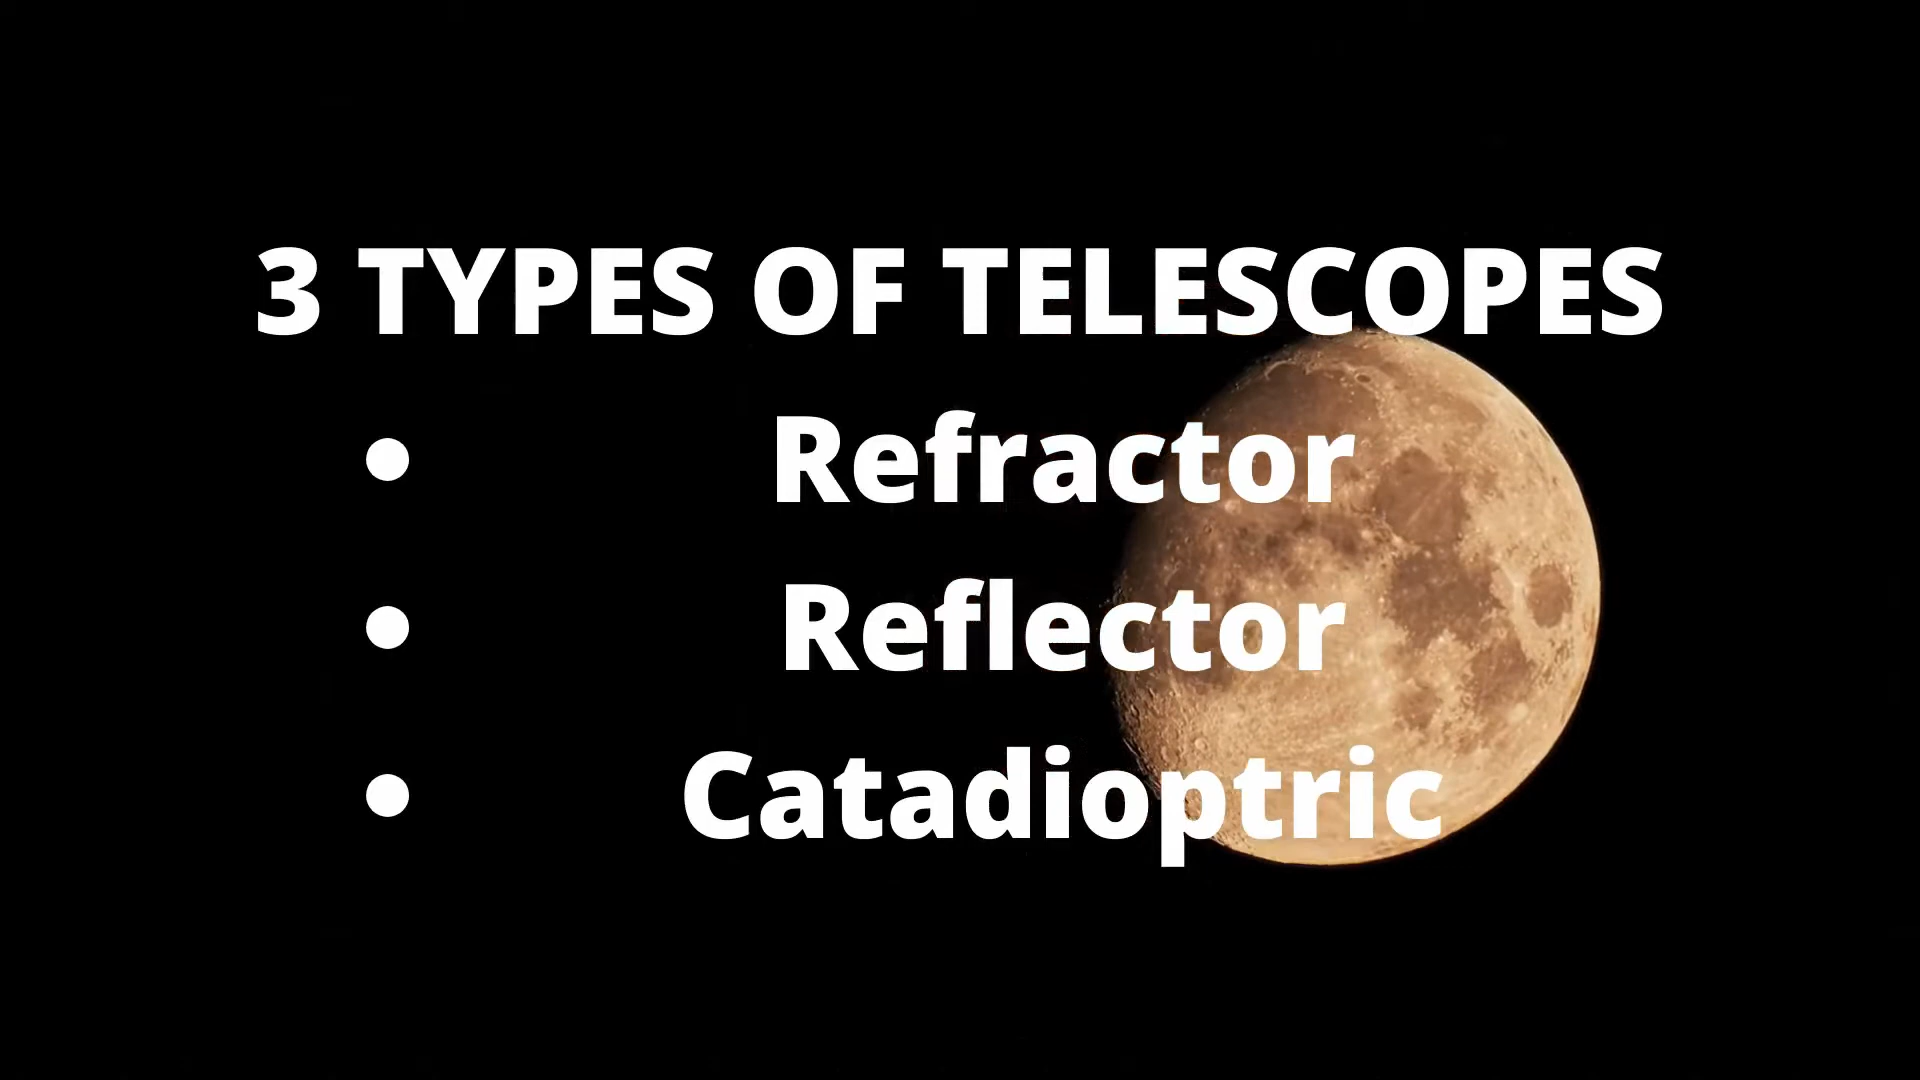 3 TYPES OF TELESCOPES
• Refractor
• Reflector
• Catadioptric